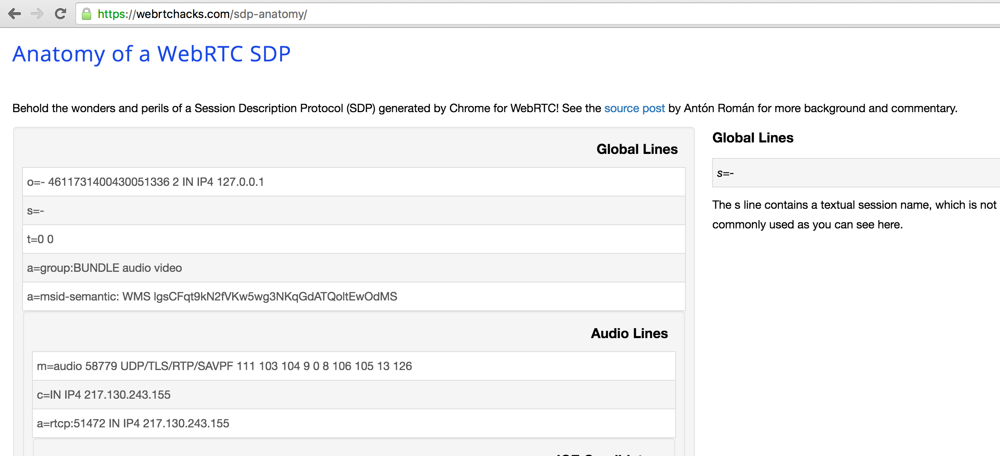 https://webrtchacks.com/sdp-anatomy/
Anatomy of a WebRTC SDP
Behold the wonders and perils of a Session Description Protocol (SDP) generated by Chrome for WebRTC! See the source post by Antón Román for more background and commentary.
Global Lines
o=- 4611731400430051336 2 IN IP4 127.0.0.1
s=-
t=0 0
a=group:BUNDLE audio video
a=msid-semantic: WMS lgsCFqt9kN2fVKw5wg3NKqGdATQoltEwOdMS
Audio Lines
m=audio 58779 UDP/TLS/RTP/SAVPF 111 103 104 9 0 8 106 105 13 126
c=IN IP4 217.130.243.155
a=rtcp:51472 IN IP4 217.130.243.155
Global Lines
s=-
The s line contains a textual session name, which is not
commonly used as you can see here.